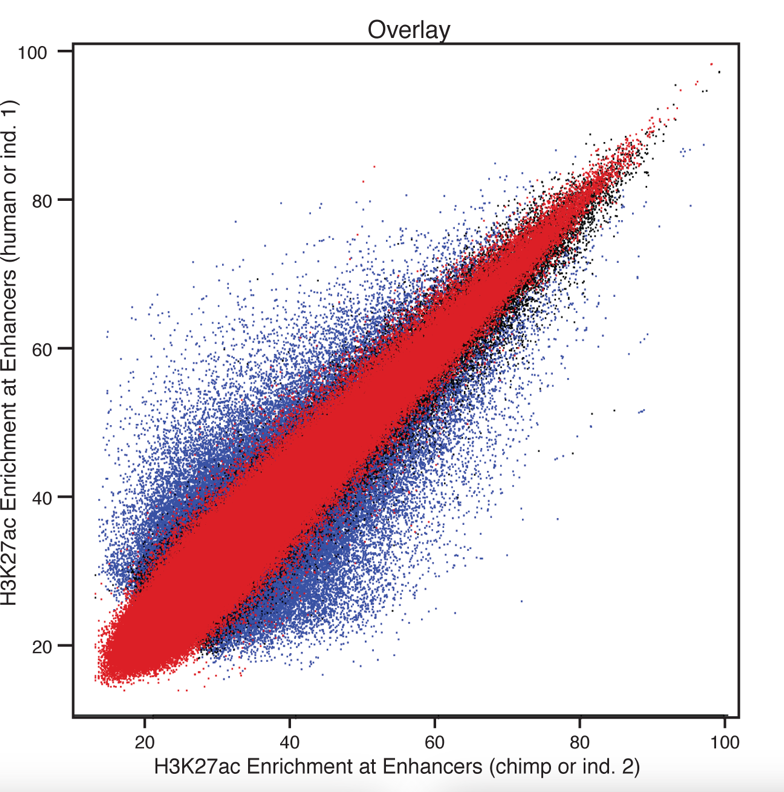 Overlay
100
80
60
40
20
H3K27ac Enrichment at Enhancers (human or ind. 1)
20 40 60 80 100
H3K27ac Enrichment at Enhancers (chimp or ind. 2)